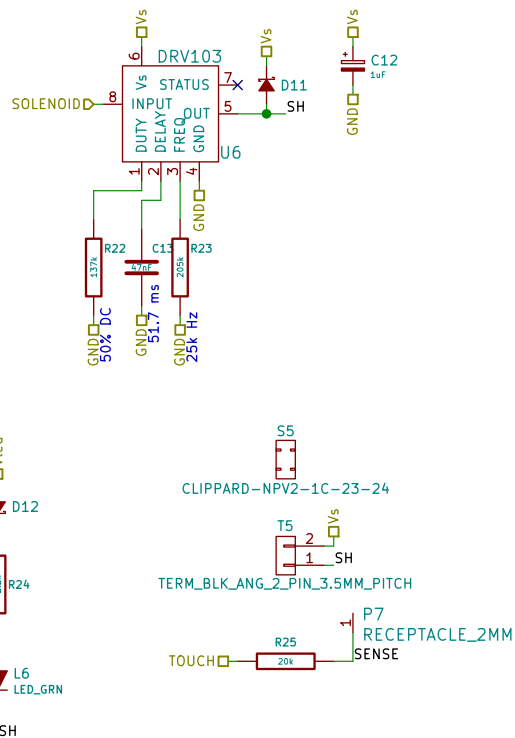 Vs
Vs
Vs
DRV103
C12
1uF
GND
6
Vs
STATUS
7
D11
SOLENOID
8
INPUT
OUT
5
SH
DUTY
DELAY
FREQ
GND
U6
1
2
3
4
GND
R22
137k
C13
47nF
R23
205k
GND
50% DC
GND
51.7 ms
GND
25k Hz
S5
CLIPPARD-NPV2-1C-23-24
D12
T5
Vs
2
1
SH
TERM_BLK_ANG_2_PIN_3.5MM_PITCH
R24
P7
1
RECEPTACLE_2MM
R25
TOUCH
20k
SENSE
L6
LED_GRN
SH